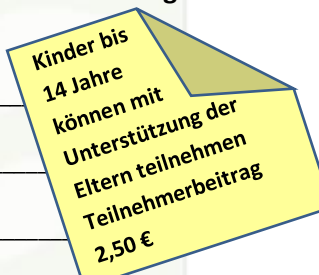 Kinder bis
14 Jahre
können mit
Unterstützung der
Eltern teilnehmen
Teilnehmerbeitrag
2,50 €